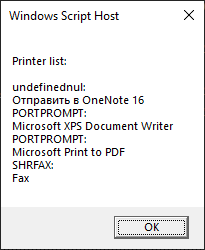 Windows Script Host
Printer list:
undefinednul:
Отправить в OneNote 16
PORTPROMPT:
Microsoft XPS Document Writer
PORTPROMPT:
Microsoft Print to PDF
SHRFAX:
Fax
OK